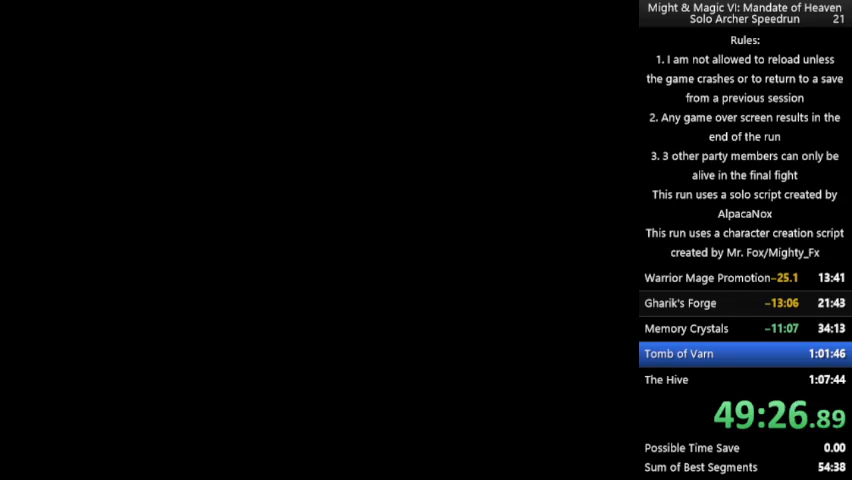 Might & Magic VI: Mandate of Heaven
Solo Archer Speedrun 21
Rules:
1. I am not allowed to reload unless
the game crashes or to return to a save
from a previous session
2. Any game over screen results in the
end of the run
3. 3 other party members can only be
alive in the final fight
This run uses a solo script created by
AlpacaNox
This run uses a character creation script
created by Mr. Fox/Mighty_Fx
Warrior Mage Promotion −25.1 13:41
Gharik's Forge −13:06 21:43
Memory Crystals −11:07 34:13
Tomb of Varn 1:01:46
The Hive 1:07:44
49:26.89
Possible Time Save 0.00
Sum of Best Segments 54:38